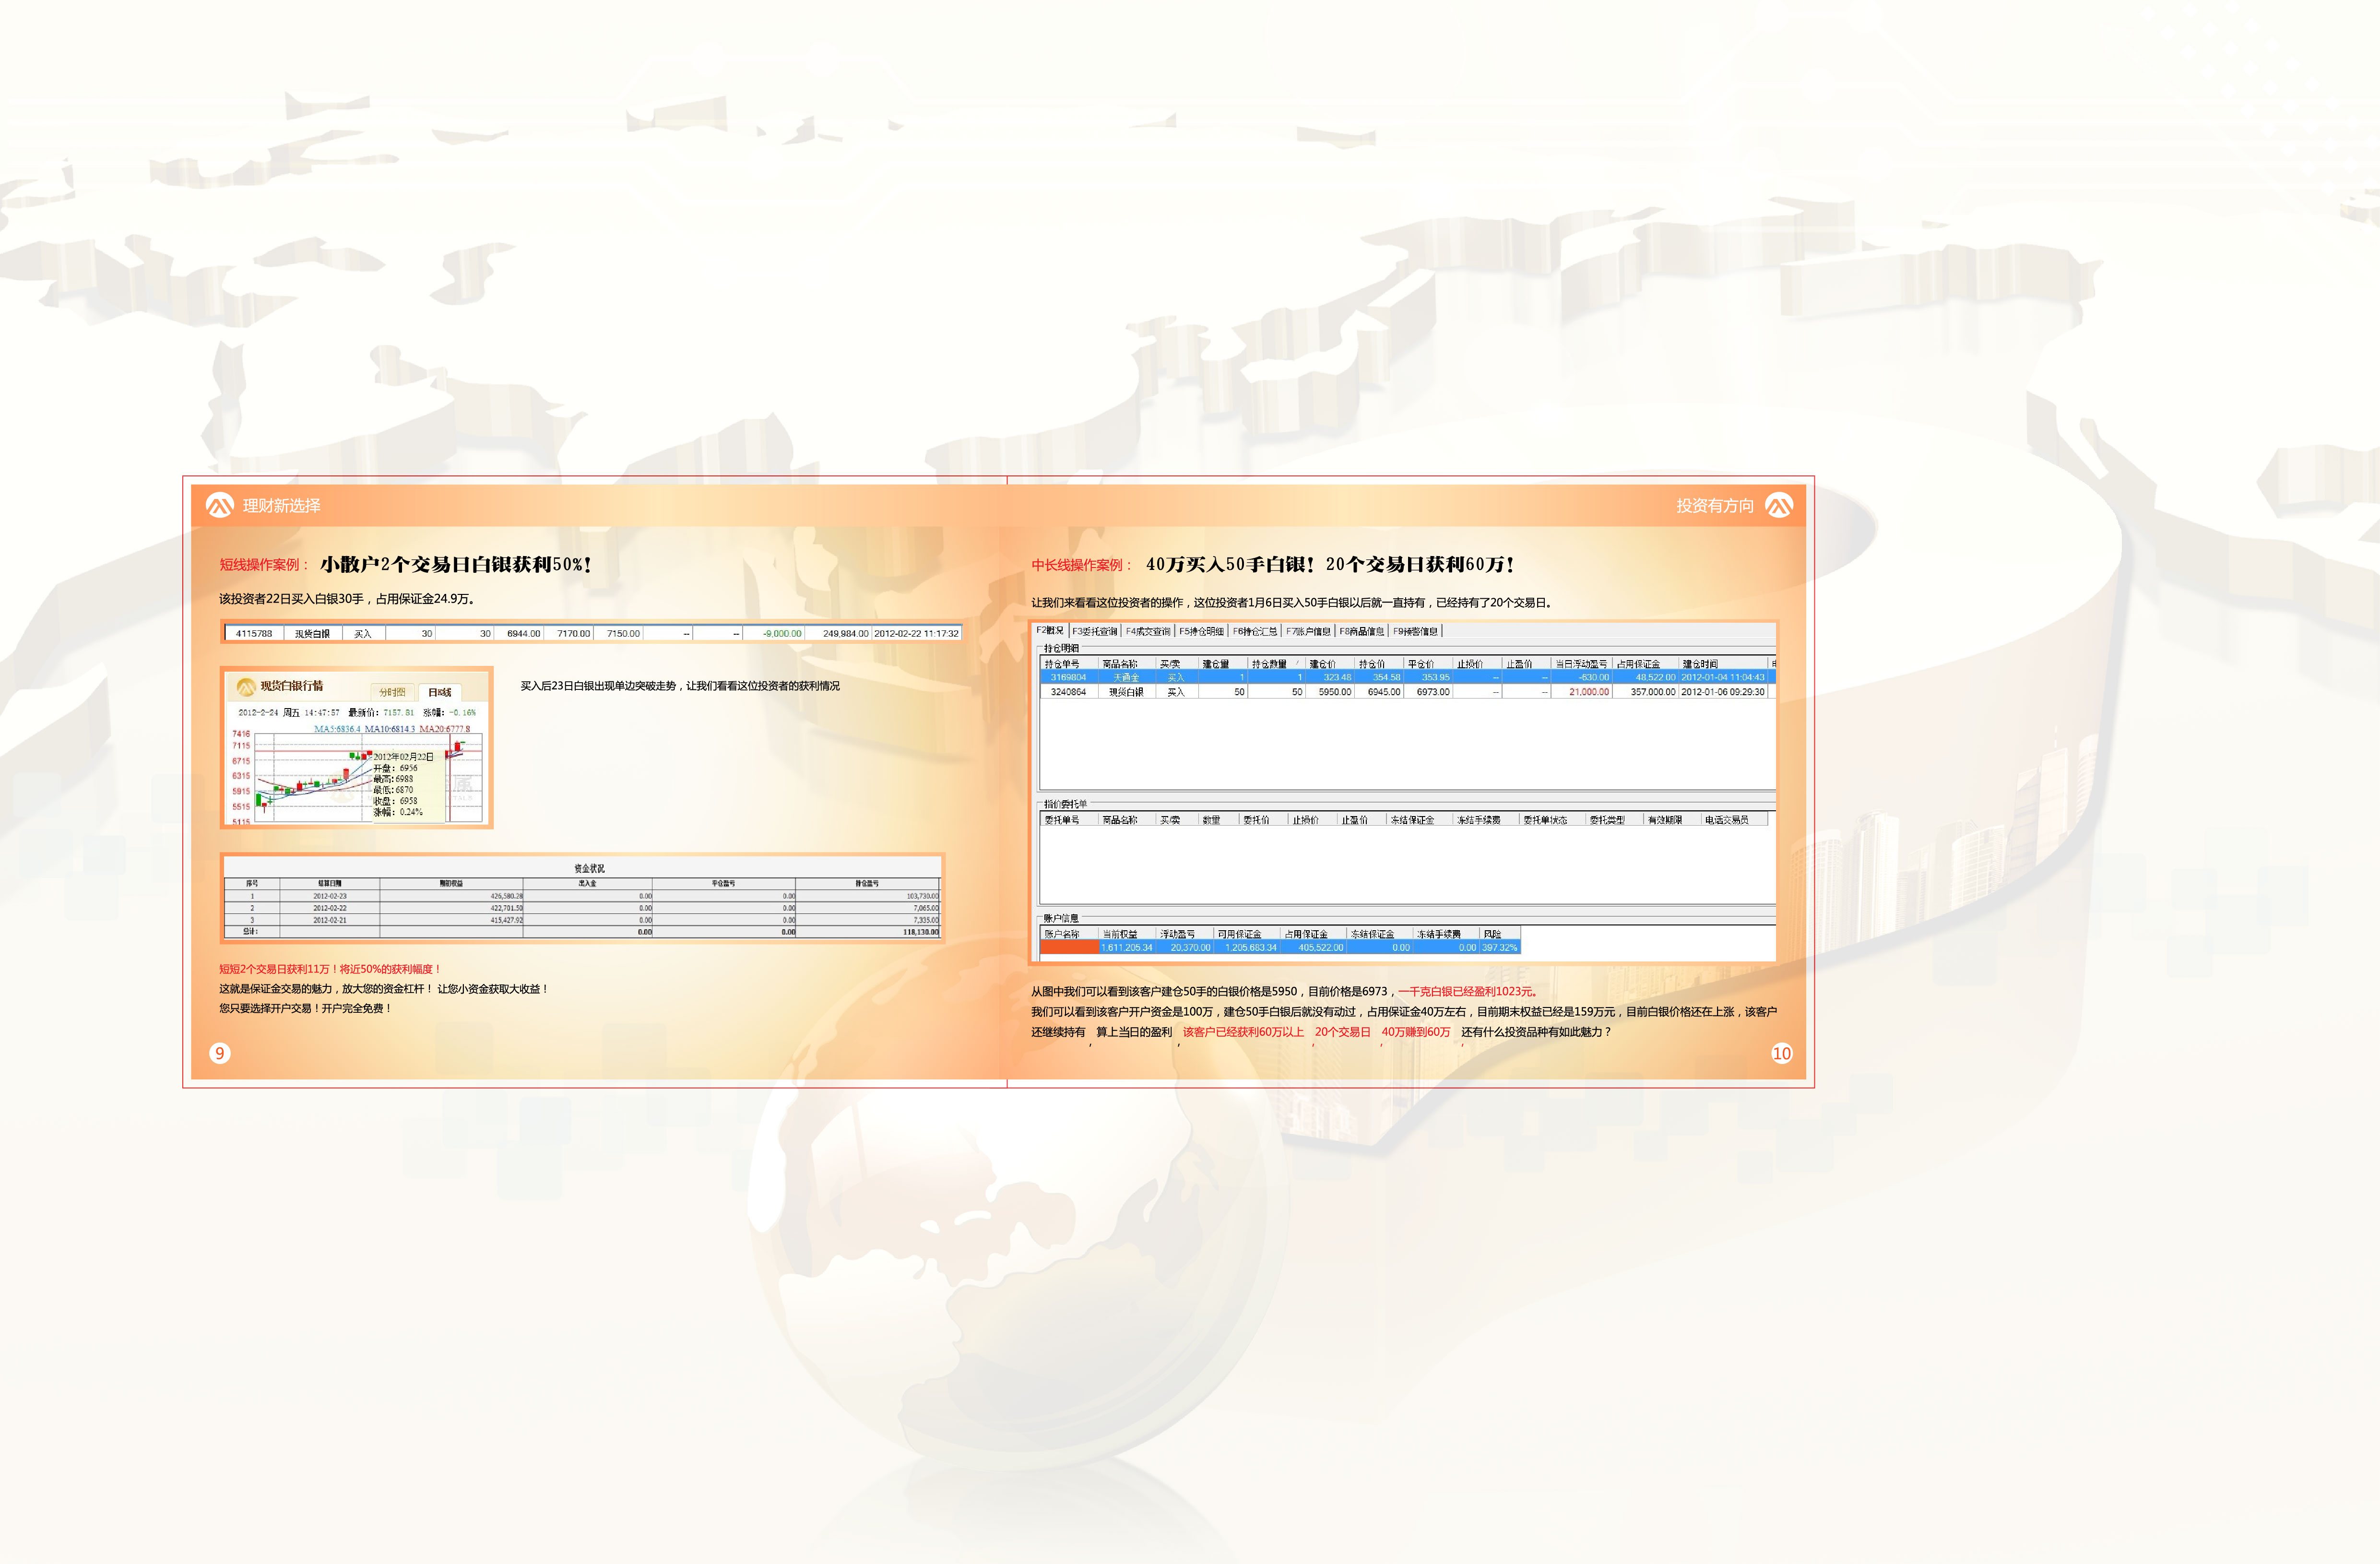 理财新选择
短线操作案例： 小散户2个交易日白银获利50%！
该投资者22日买入白银30手，占用保证金24.9万。
4115788 现货白银 买入 30 30 6944.00 7170.00 7150.00 -- -- -9,000.00 249,984.00 2012-02-22 11:17:32
现货白银行情 分时图 日K线
2012-2-24 周五 14:47:57 最新价: 7157.81 涨幅: -0.16%
MA5:6836.4 MA10:6814.3 MA20:6777.8
7416
7115
6715
6315
5915
5515
5115
2012年02月22日
开盘: 6956
最高:6988
最低:6870
收盘: 6958
涨幅: 0.24%
买入后23日白银出现单边突破走势，让我们看看这位投资者的获利情况
资金状况
序号 结算日期 期初权益 出入金 平仓盈亏 持仓盈亏
1 2012-02-23 426,580.28 0.00 0.00 103,730.00
2 2012-02-22 422,701.50 0.00 0.00 7,065.00
3 2012-02-21 415,427.92 0.00 0.00 7,335.00
总计: 0.00 0.00 118,130.00
短短2个交易日获利11万！将近50%的获利幅度！
这就是保证金交易的魅力，放大您的资金杠杆！ 让您小资金获取大收益！
您只要选择开户交易！开户完全免费！
9
投资有方向
中长线操作案例： 40万买入50手白银！20个交易日获利60万！
让我们来看看这位投资者的操作，这位投资者1月6日买入50手白银以后就一直持有，已经持有了20个交易日。
F2概况 F3委托查询 F4成交查询 F5持仓明细 F6持仓汇总 F7账户信息 F8商品信息 F9预警信息
持仓明细
持仓单号 商品名称 买/卖 建仓量 持仓数量 建仓价 持仓价 平仓价 止损价 止盈价 当日浮动盈亏 占用保证金 建仓时间
3169804 天通金 买入 1 1 323.48 354.58 353.95 -- -- -630.00 48,522.00 2012-01-04 11:04:43
3240864 现货白银 买入 50 50 5950.00 6945.00 6973.00 -- -- 21,000.00 357,000.00 2012-01-06 09:29:30
指价委托单
委托单号 商品名称 买/卖 数量 委托价 止损价 止盈价 冻结保证金 冻结手续费 委托单状态 委托类型 有效期限 电话交易员
账户信息
账户名称 当前权益 浮动盈亏 可用保证金 占用保证金 冻结保证金 冻结手续费 风险
1,611,205.34 20,370.00 1,205,683.34 405,522.00 0.00 0.00 397.32%
从图中我们可以看到该客户建仓50手的白银价格是5950，目前价格是6973，一千克白银已经盈利1023元。
我们可以看到该客户开户资金是100万，建仓50手白银后就没有动过，占用保证金40万左右，目前期末权益已经是159万元，目前白银价格还在上涨，该客户
还继续持有，算上当日的盈利，该客户已经获利60万以上，20个交易日，40万赚到60万，还有什么投资品种有如此魅力？
10